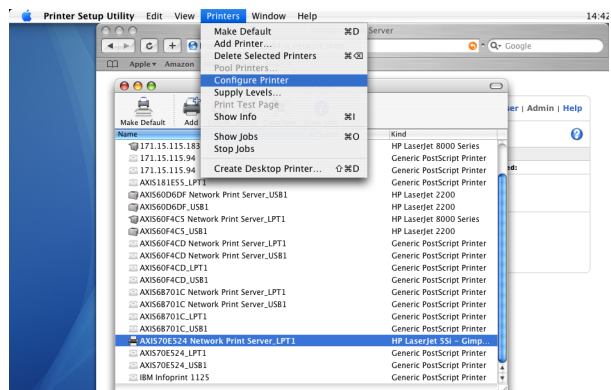 Printer Setup Utility Edit View Printers Window Help 14:42
Server
Google
Apple Amazon
Make Default ⌘D
Add Printer...
Delete Selected Printers ⌘⌫
Pool Printers...
Configure Printer
Supply Levels...
Print Test Page
Show Info ⌘I
Show Jobs ⌘O
Stop Jobs
Create Desktop Printer... ⇧⌘D
Make Default Add
Admin | Help
Name Kind
171.15.115.183 HP LaserJet 8000 Series
171.15.115.94 Generic PostScript Printer
171.15.115.94 Generic PostScript Printer
AXIS181E55_LPT1 Generic PostScript Printer
AXIS60D6DF Network Print Server_USB1 HP LaserJet 2200
AXIS60D6DF_USB1 HP LaserJet 2200
AXIS60F4C5 Network Print Server_LPT1 HP LaserJet 8000 Series
AXIS60F4C5_USB1 HP LaserJet 2200
AXIS60F4CD Network Print Server_LPT1 Generic PostScript Printer
AXIS60F4CD Network Print Server_USB1 Generic PostScript Printer
AXIS60F4CD_LPT1 Generic PostScript Printer
AXIS60F4CD_USB1 Generic PostScript Printer
AXIS6B701C Network Print Server_LPT1 Generic PostScript Printer
AXIS6B701C Network Print Server_USB1 Generic PostScript Printer
AXIS6B701C_LPT1 Generic PostScript Printer
AXIS6B701C_USB1 Generic PostScript Printer
AXIS70E524 Network Print Server_LPT1 HP LaserJet 5Si - Gimp...
AXIS70E524_LPT1 Generic PostScript Printer
AXIS70E524_USB1 Generic PostScript Printer
IBM Infoprint 1125 Generic PostScript Printer